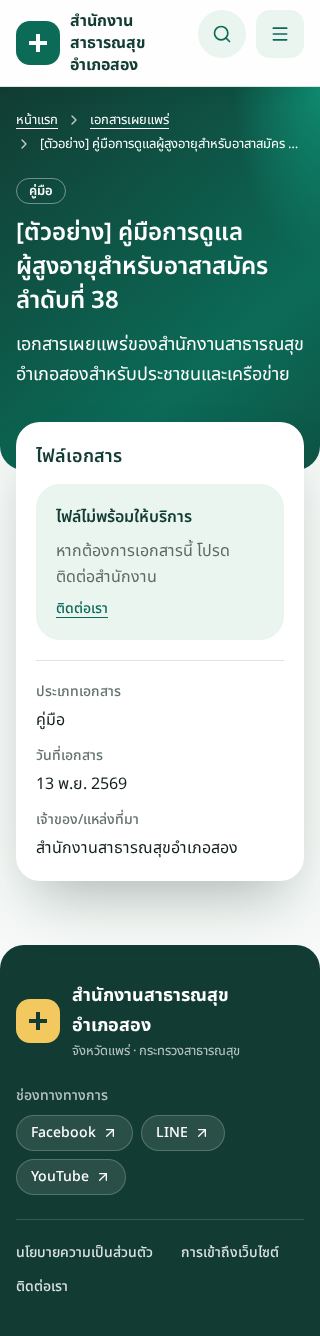 สำนักงาน
สาธารณสุข
อำเภอสอง
หน้าแรก > เอกสารเผยแพร่
> [ตัวอย่าง] คู่มือการดูแลผู้สูงอายุสำหรับอาสาสมัคร ...
คู่มือ
[ตัวอย่าง] คู่มือการดูแล
ผู้สูงอายุสำหรับอาสาสมัคร
ลำดับที่ 38
เอกสารเผยแพร่ของสำนักงานสาธารณสุข
อำเภอสองสำหรับประชาชนและเครือข่าย
ไฟล์เอกสาร
ไฟล์ไม่พร้อมให้บริการ
หากต้องการเอกสารนี้ โปรด
ติดต่อสำนักงาน
ติดต่อเรา
ประเภทเอกสาร
คู่มือ
วันที่เอกสาร
13 พ.ย. 2569
เจ้าของ/แหล่งที่มา
สำนักงานสาธารณสุขอำเภอสอง
สำนักงานสาธารณสุข
อำเภอสอง
จังหวัดแพร่ · กระทรวงสาธารณสุข
ช่องทางทางการ
Facebook LINE
YouTube
นโยบายความเป็นส่วนตัว การเข้าถึงเว็บไซต์
ติดต่อเรา